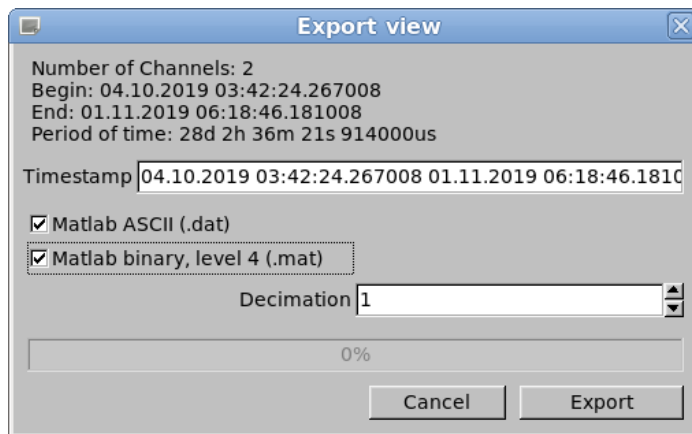 Export view
Number of Channels: 2
Begin: 04.10.2019 03:42:24.267008
End: 01.11.2019 06:18:46.181008
Period of time: 28d 2h 36m 21s 914000us
Timestamp 04.10.2019 03:42:24.267008 01.11.2019 06:18:46.1810
Matlab ASCII (.dat)
Matlab binary, level 4 (.mat)
Decimation 1
0%
Cancel Export